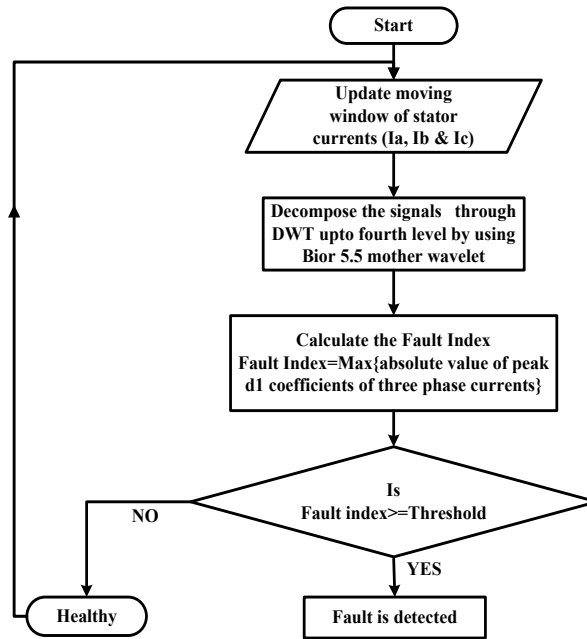 Start
Update moving
window of stator
currents (Ia, Ib & Ic)
Decompose the signals through
DWT upto fourth level by using
Bior 5.5 mother wavelet
Calculate the Fault Index
Fault Index=Max{absolute value of peak
d1 coefficients of three phase currents}
Is
Fault index>=Threshold
NO
YES
Healthy
Fault is detected